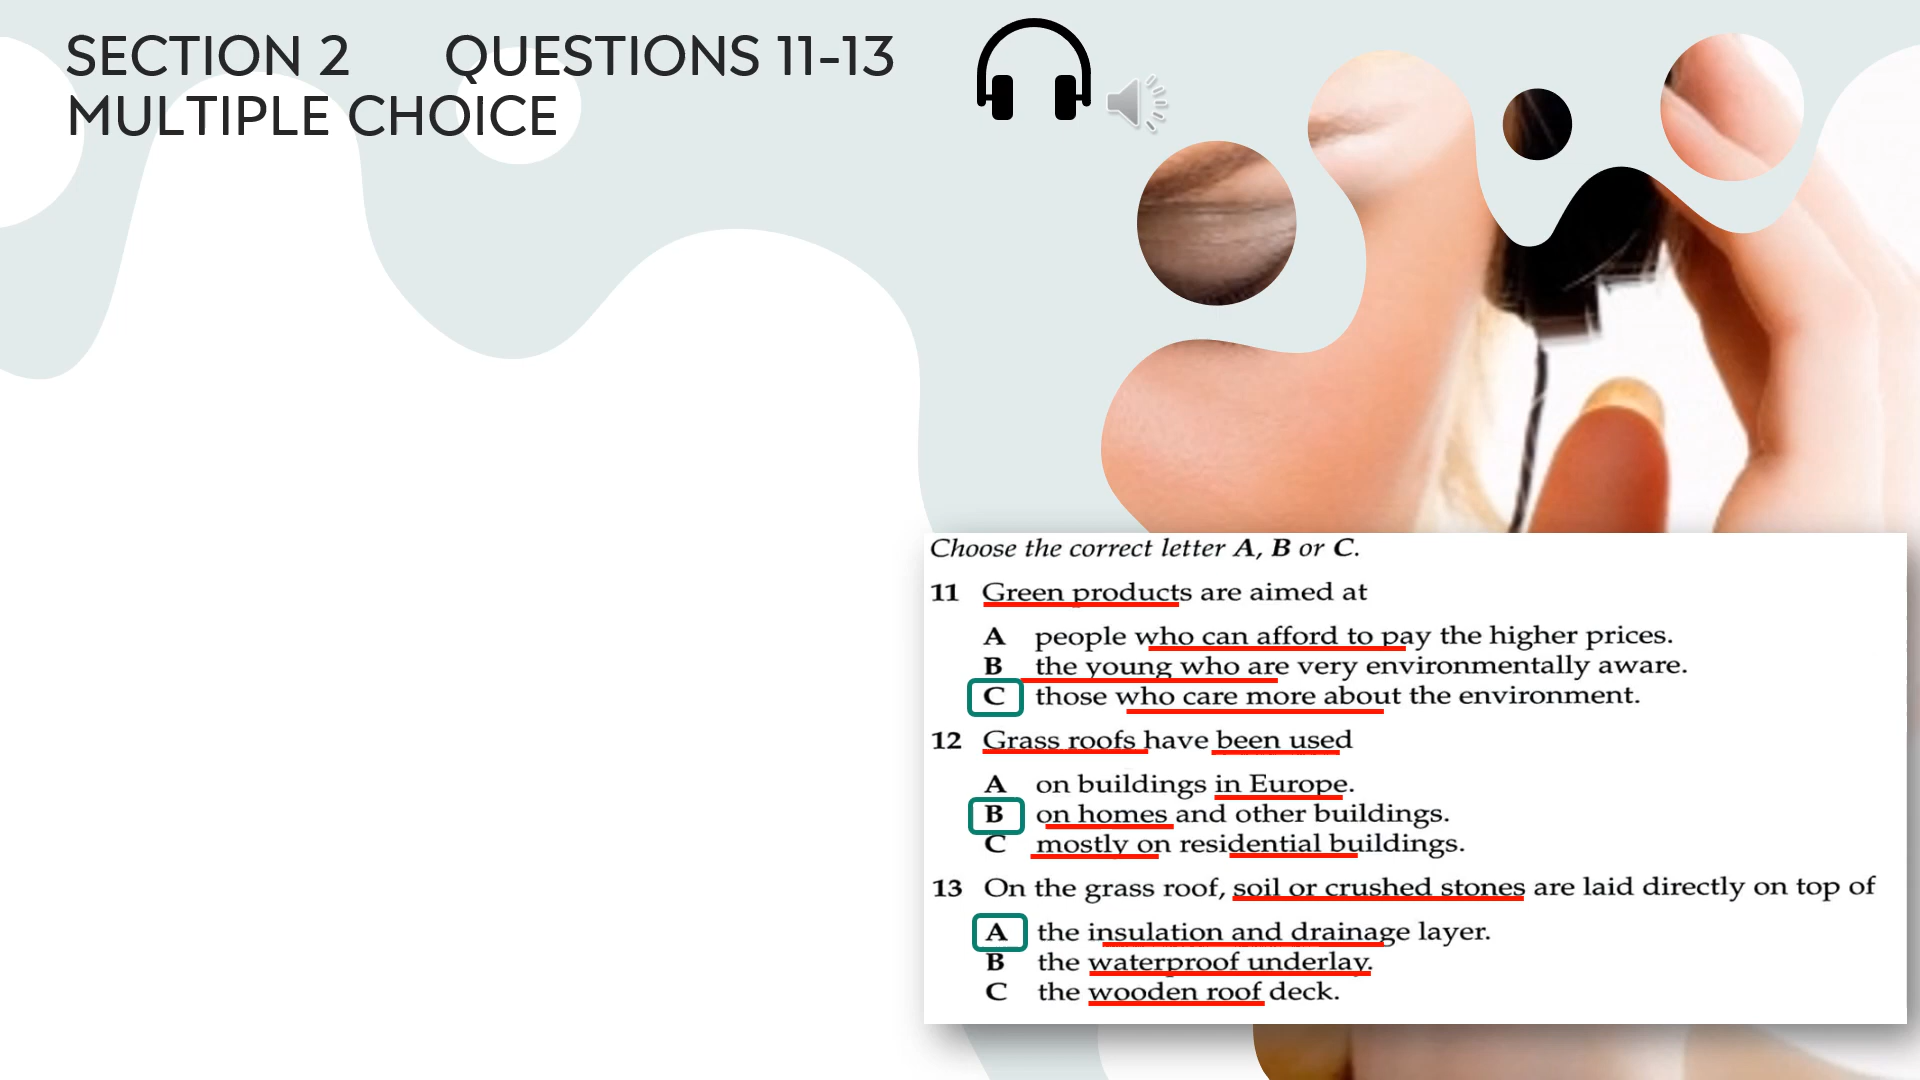 SECTION 2 QUESTIONS 11-13
MULTIPLE CHOICE
Choose the correct letter A, B or C.
11 Green products are aimed at
A people who can afford to pay the higher prices.
B the young who are very environmentally aware.
C those who care more about the environment.
12 Grass roofs have been used
A on buildings in Europe.
B on homes and other buildings.
C mostly on residential buildings.
13 On the grass roof, soil or crushed stones are laid directly on top of
A the insulation and drainage layer.
B the waterproof underlay.
C the wooden roof deck.